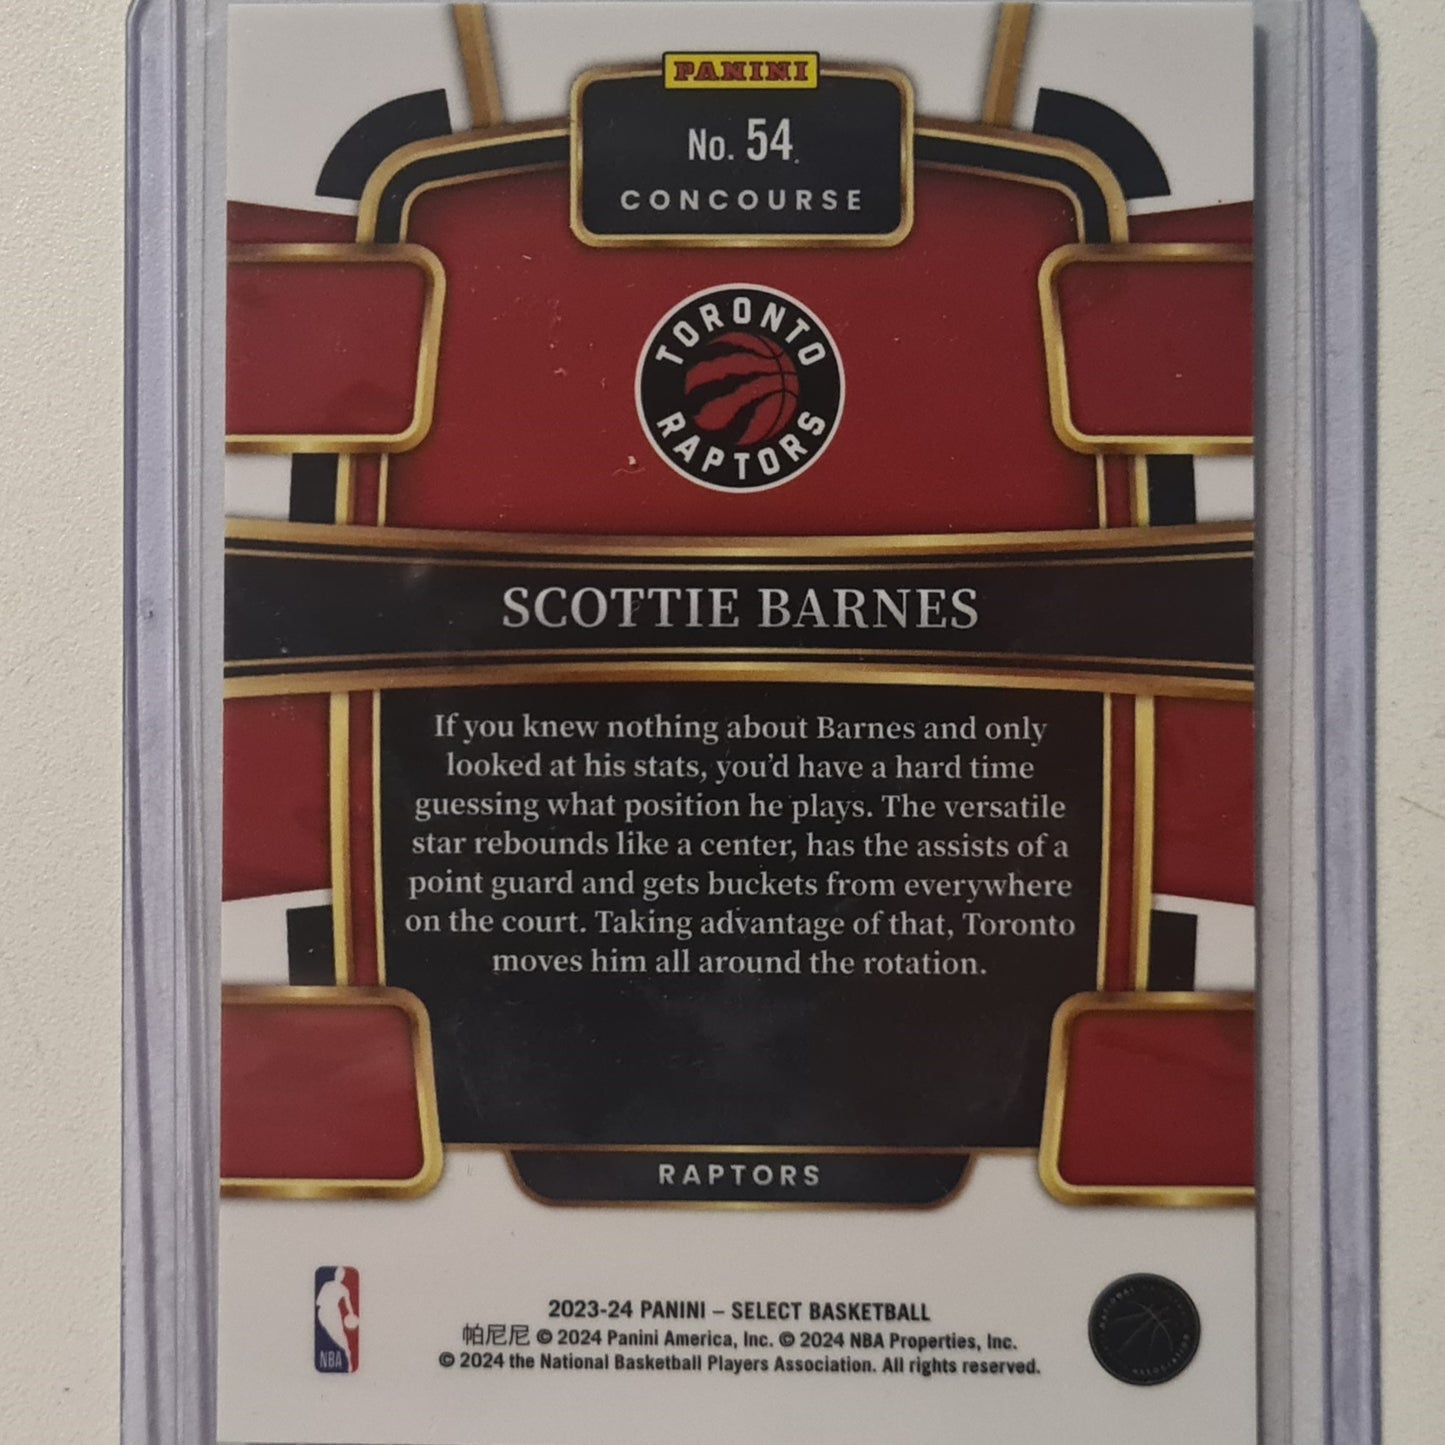 PANINI
No. 54
CONCOURSE
TORONTO
RAPTORS
SCOTTIE BARNES
If you knew nothing about Barnes and only
looked at his stats, you'd have a hard time
guessing what position he plays. The versatile
star rebounds like a center, has the assists of a
point guard and gets buckets from everywhere
on the court. Taking advantage of that, Toronto
moves him all around the rotation.
RAPTORS
NBA
2023-24 PANINI – SELECT BASKETBALL
帕尼尼 © 2024 Panini America, Inc. © 2024 NBA Properties, Inc.
© 2024 the National Basketball Players Association. All rights reserved.